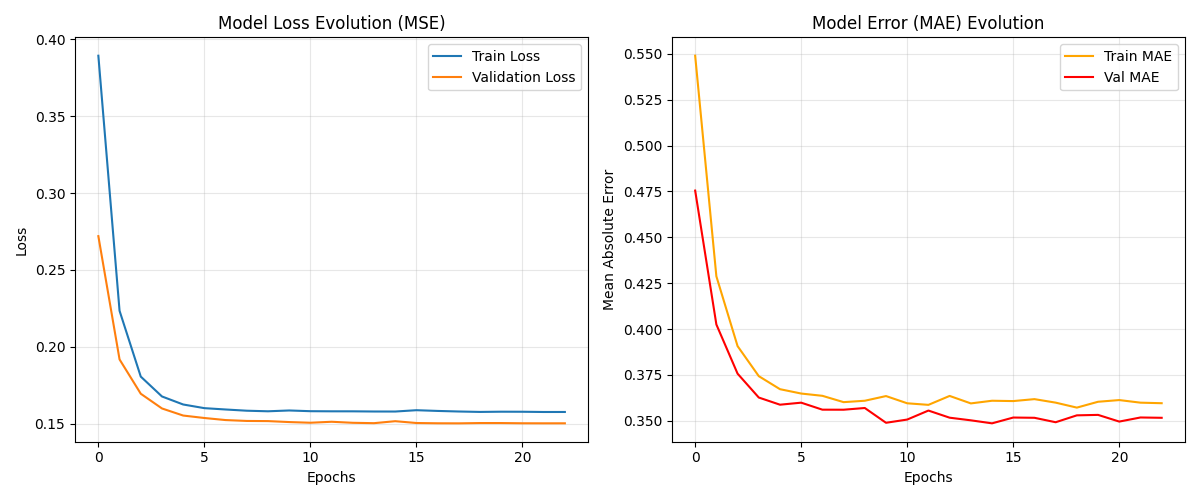 Model Loss Evolution (MSE)
0.40
0.35
0.30
0.25
0.20
0.15
Loss
0
5
10
15
20
Epochs
Train Loss
Validation Loss
Model Error (MAE) Evolution
0.550
0.525
0.500
0.475
0.450
0.425
0.400
0.375
0.350
Mean Absolute Error
0
5
10
15
20
Epochs
Train MAE
Val MAE